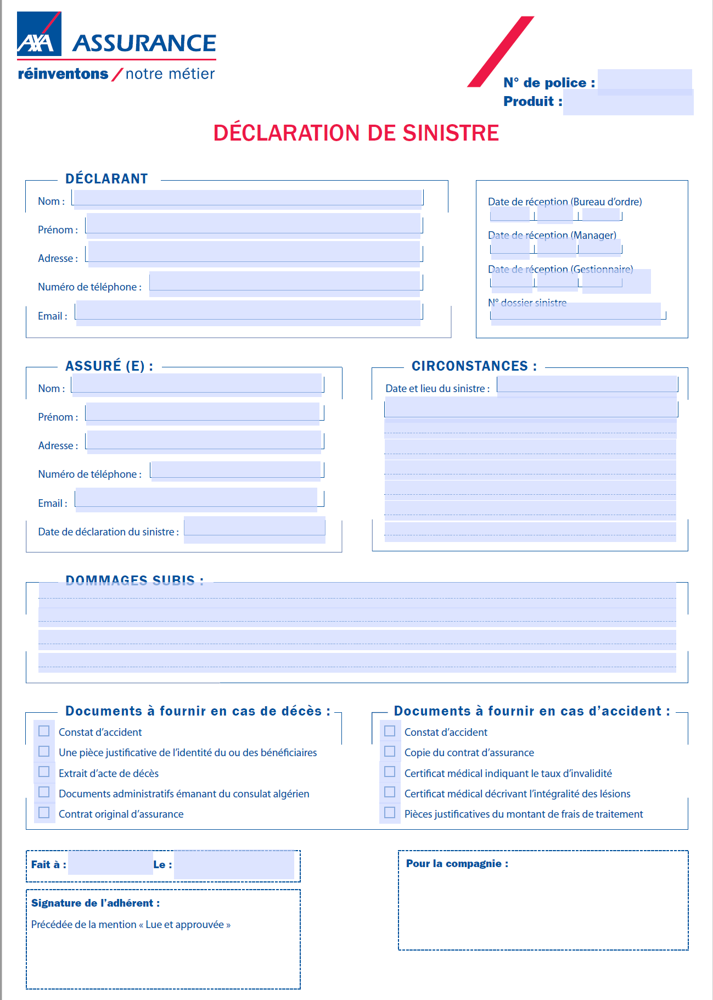 AXA ASSURANCE
réinventons / notre métier
N° de police :
Produit :
DÉCLARATION DE SINISTRE
DÉCLARANT
Nom :
Prénom :
Adresse :
Numéro de téléphone :
Email :
Date de réception (Bureau d’ordre)
Date de réception (Manager)
Date de réception (Gestionnaire)
N° dossier sinistre
ASSURÉ (E) :
Nom :
Prénom :
Adresse :
Numéro de téléphone :
Email :
Date de déclaration du sinistre :
CIRCONSTANCES :
Date et lieu du sinistre :
DOMMAGES SUBIS :
Documents à fournir en cas de décès :
Constat d’accident
Une pièce justificative de l’identité du ou des bénéficiaires
Extrait d’acte de décès
Documents administratifs émanant du consulat algérien
Contrat original d’assurance
Documents à fournir en cas d’accident :
Constat d’accident
Copie du contrat d’assurance
Certificat médical indiquant le taux d’invalidité
Certificat médical décrivant l’intégralité des lésions
Pièces justificatives du montant de frais de traitement
Fait à : Le :
Signature de l’adhérent :
Précédée de la mention « Lue et approuvée »
Pour la compagnie :